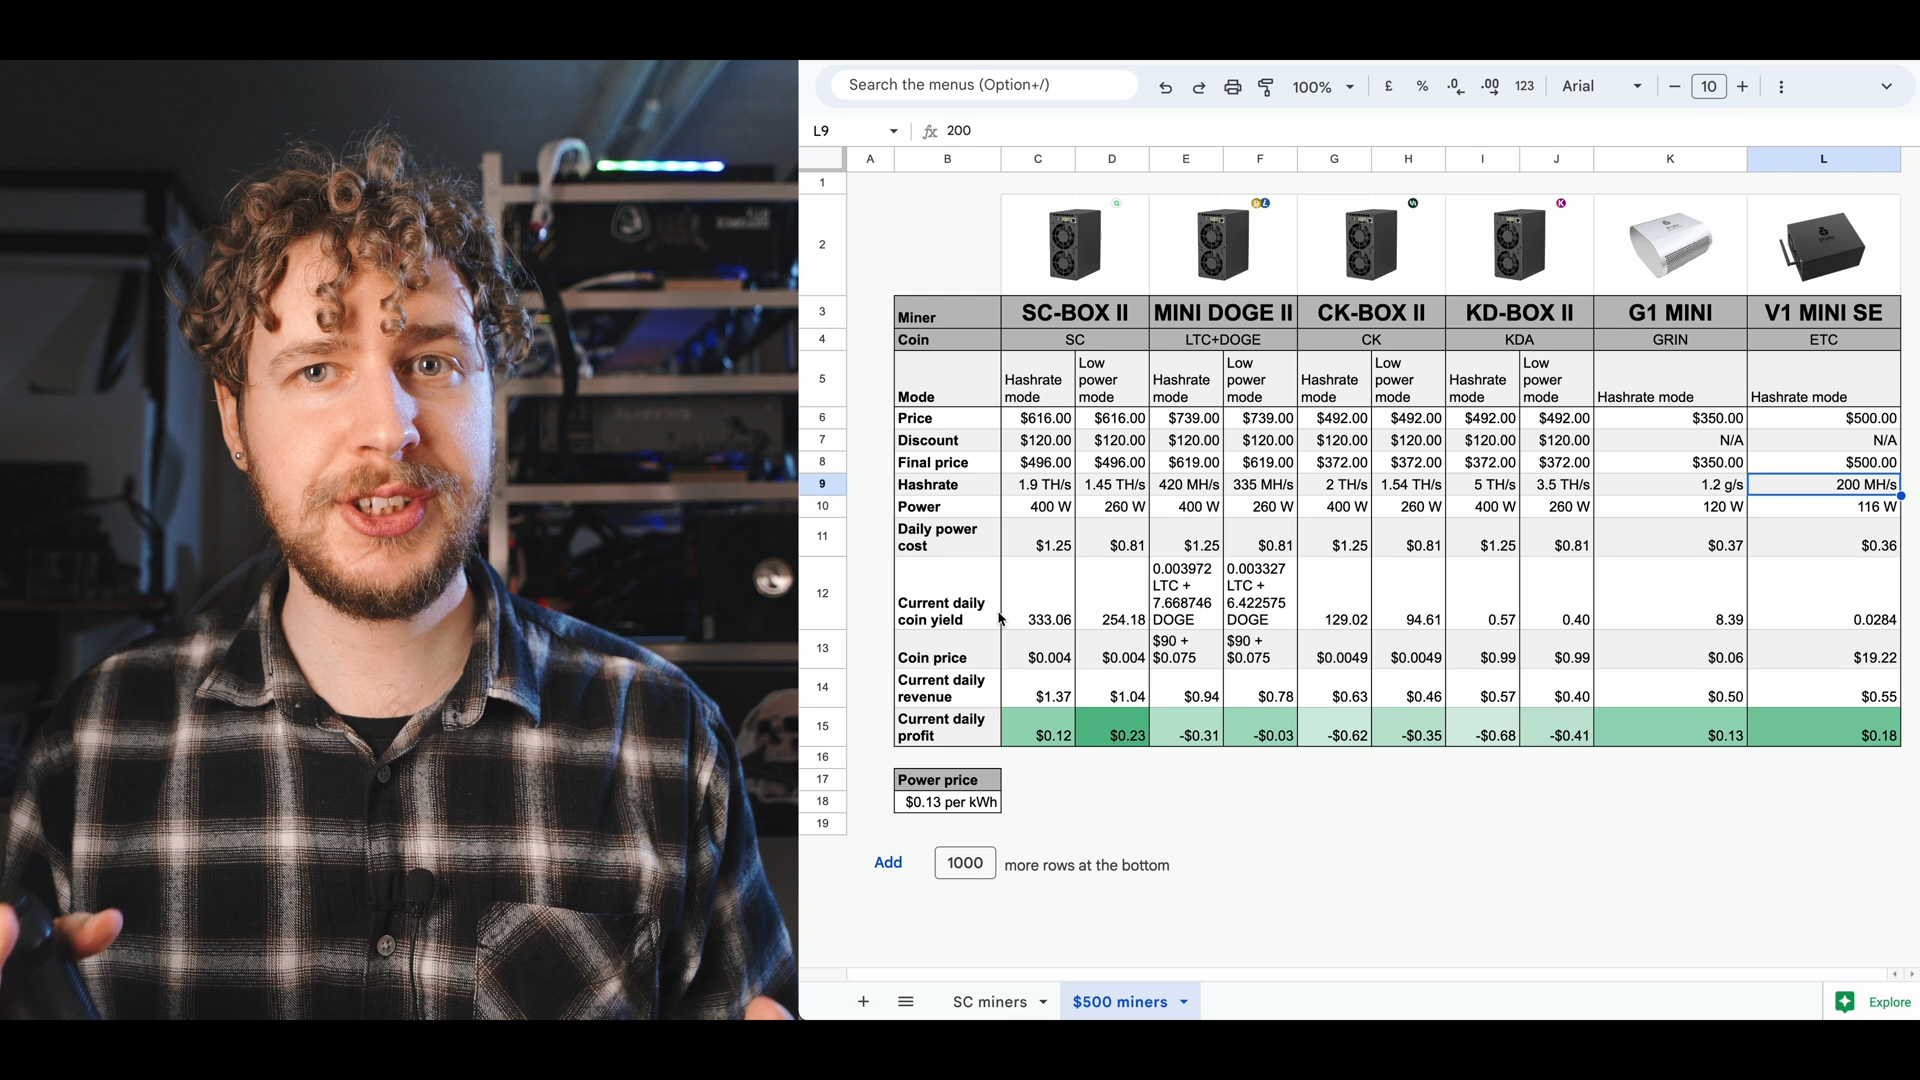 Search the menus (Option+/)
100%
£ % .0 .00 123 Arial 10
L9 fx 200
A B C D E F G H I J K L
1
2
3 Miner SC-BOX II MINI DOGE II CK-BOX II KD-BOX II G1 MINI V1 MINI SE
4 Coin SC LTC+DOGE CK KDA GRIN ETC
5 Mode Hashrate mode Low power mode Hashrate mode Low power mode Hashrate mode Low power mode Hashrate mode Low power mode Hashrate mode Hashrate mode
6 Price $616.00 $616.00 $739.00 $739.00 $492.00 $492.00 $492.00 $492.00 $350.00 $500.00
7 Discount $120.00 $120.00 $120.00 $120.00 $120.00 $120.00 $120.00 $120.00 N/A N/A
8 Final price $496.00 $496.00 $619.00 $619.00 $372.00 $372.00 $372.00 $372.00 $350.00 $500.00
9 Hashrate 1.9 TH/s 1.45 TH/s 420 MH/s 335 MH/s 2 TH/s 1.54 TH/s 5 TH/s 3.5 TH/s 1.2 g/s 200 MH/s
10 Power 400 W 260 W 400 W 260 W 400 W 260 W 400 W 260 W 120 W 116 W
11 Daily power cost $1.25 $0.81 $1.25 $0.81 $1.25 $0.81 $1.25 $0.81 $0.37 $0.36
12 Current daily coin yield 333.06 254.18 0.003972 LTC + 7.668746 DOGE 0.003327 LTC + 6.422575 DOGE 129.02 94.61 0.57 0.40 8.39 0.0284
13 Coin price $0.004 $0.004 $90 + $0.075 $90 + $0.075 $0.0049 $0.0049 $0.99 $0.99 $0.06 $19.22
14 Current daily revenue $1.37 $1.04 $0.94 $0.78 $0.63 $0.46 $0.57 $0.40 $0.50 $0.55
15 Current daily profit $0.12 $0.23 -$0.31 -$0.03 -$0.62 -$0.35 -$0.68 -$0.41 $0.13 $0.18
16
17 Power price
18 $0.13 per kWh
19
Add 1000 more rows at the bottom
SC miners $500 miners Explore